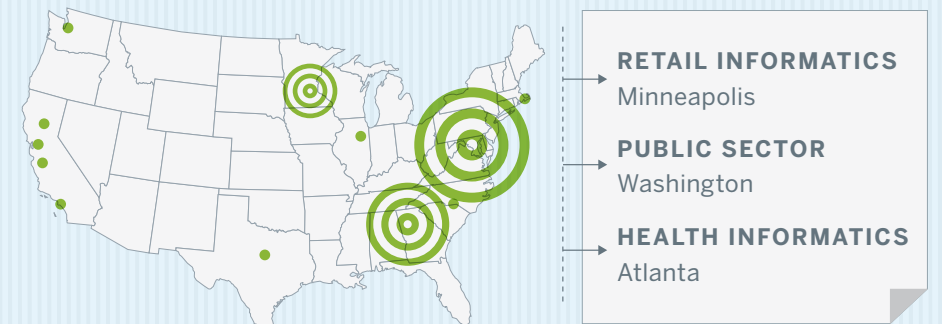 RETAIL INFORMATICS
Minneapolis
PUBLIC SECTOR
Washington
HEALTH INFORMATICS
Atlanta